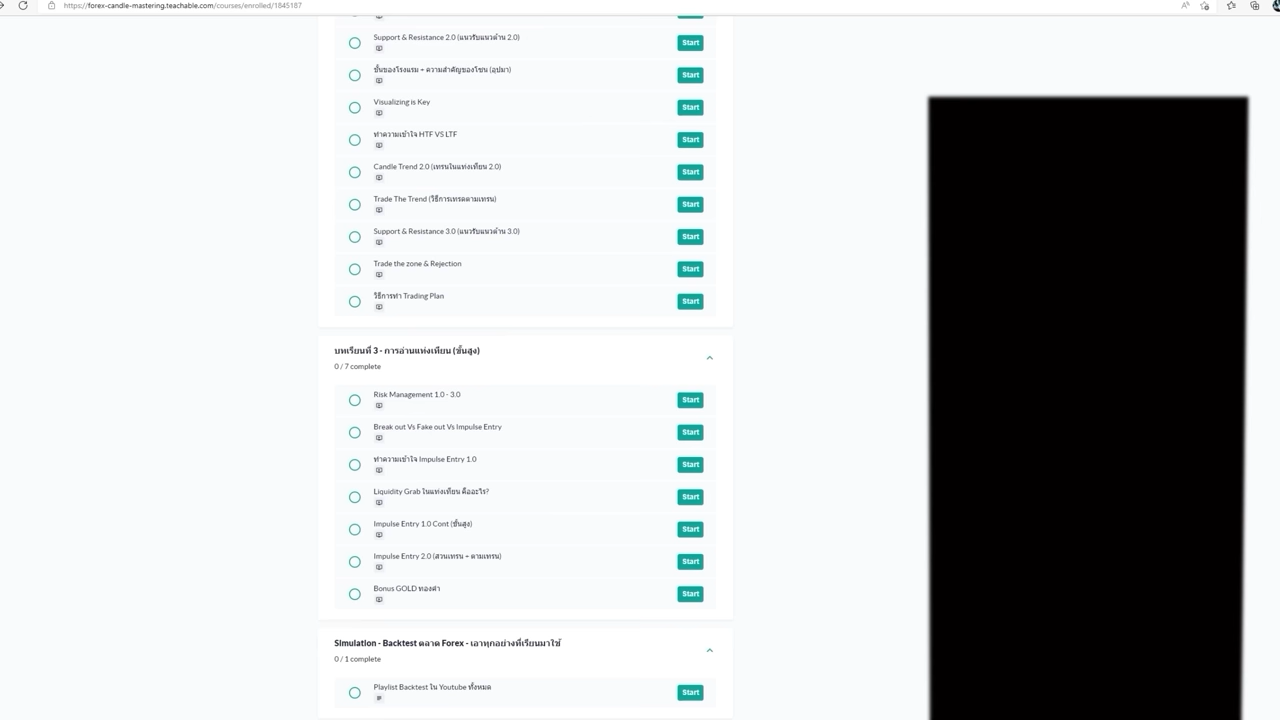 https://forex-candle-mastering.teachable.com/courses/enrolled/1845187
Support & Resistance 2.0 (แนวรับแนวต้าน 2.0)
Start
ชั้นของโรงแรม + ความสำคัญของโซน (อุปมา)
Start
Visualizing is Key
Start
ทำความเข้าใจ HTF VS LTF
Start
Candle Trend 2.0 (เทรนในแท่งเทียน 2.0)
Start
Trade The Trend (วิธีการเทรดตามเทรน)
Start
Support & Resistance 3.0 (แนวรับแนวต้าน 3.0)
Start
Trade the zone & Rejection
Start
วิธีการทำ Trading Plan
Start
บทเรียนที่ 3 - การอ่านแท่งเทียน (ขั้นสูง)
0 / 7 complete
Risk Management 1.0 - 3.0
Start
Break out Vs Fake out Vs Impulse Entry
Start
ทำความเข้าใจ Impulse Entry 1.0
Start
Liquidity Grab ในแท่งเทียน คืออะไร?
Start
Impulse Entry 1.0 Cont (ขั้นสูง)
Start
Impulse Entry 2.0 (สวนเทรน + ตามเทรน)
Start
Bonus GOLD ทองคำ
Start
Simulation - Backtest ตลาด Forex - เอาทุกอย่างที่เรียนมาใช้
0 / 1 complete
Playlist Backtest ใน Youtube ทั้งหมด
Start